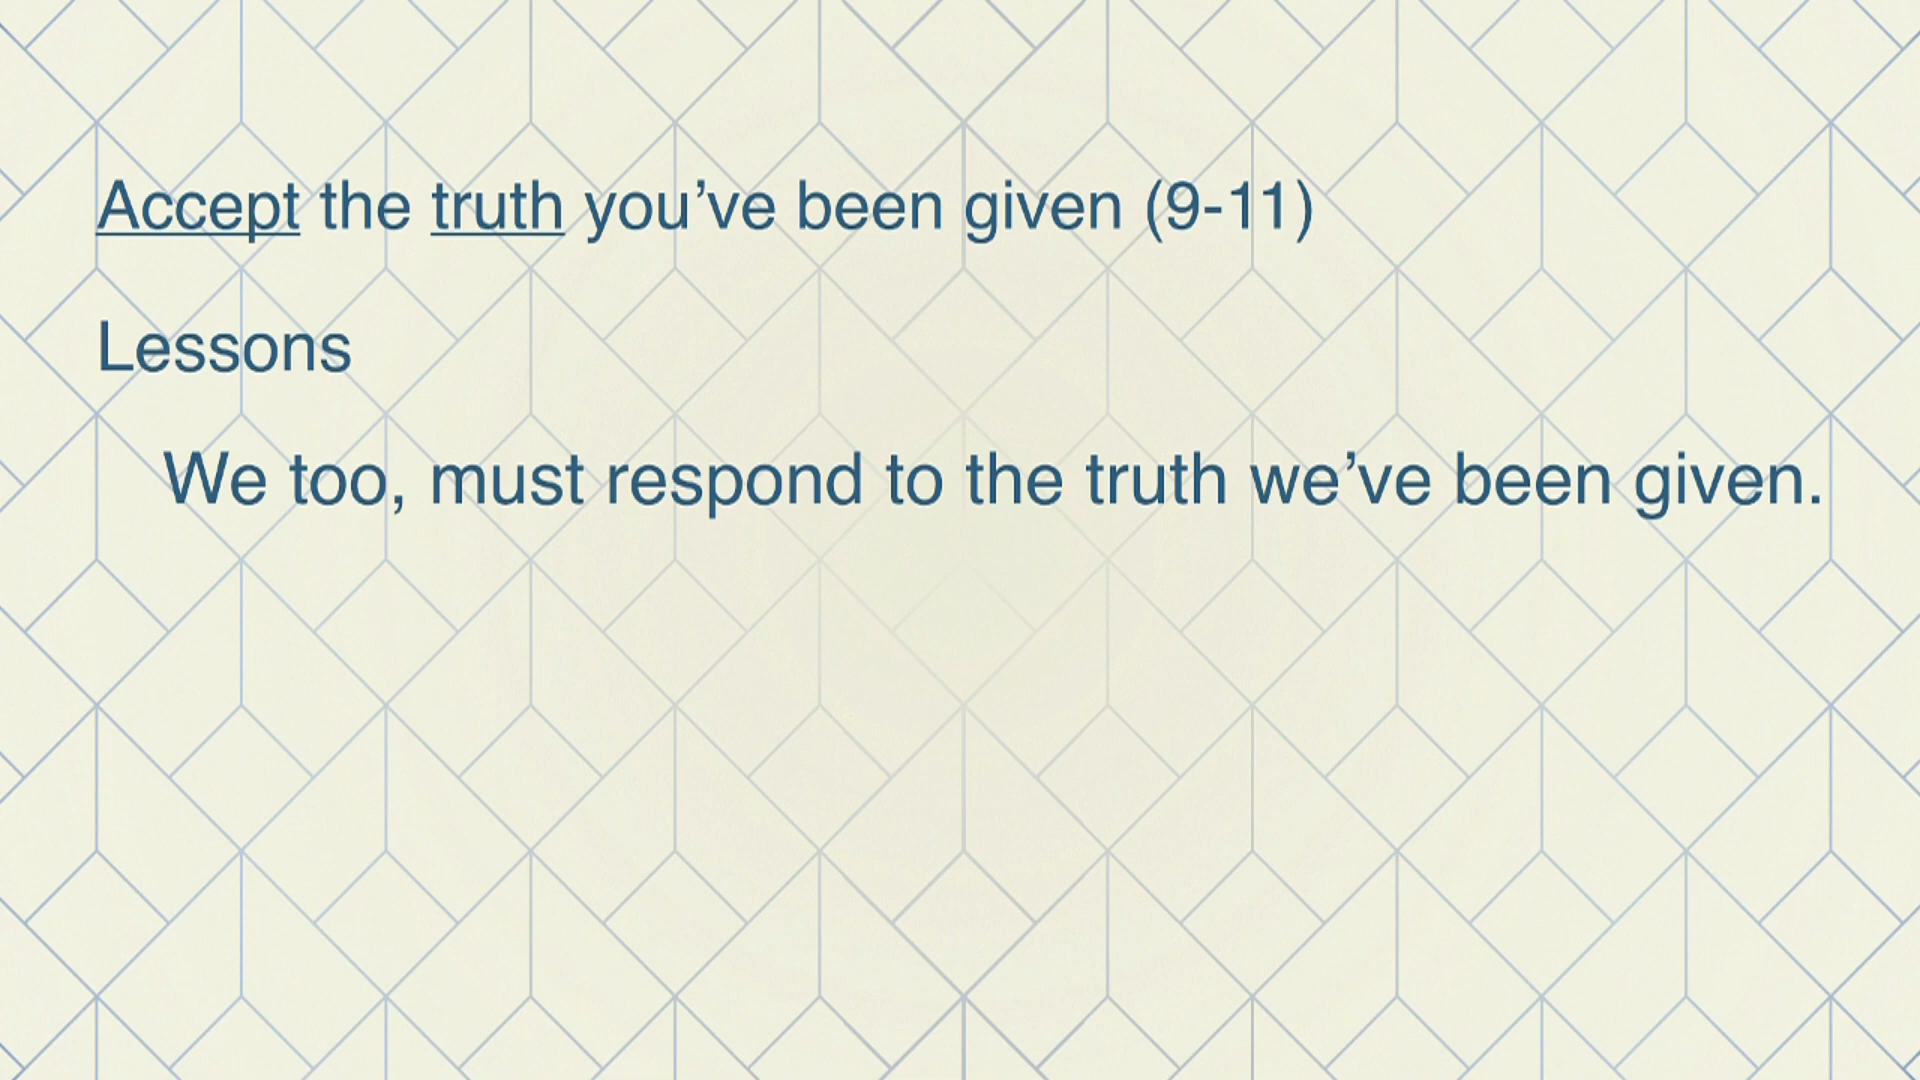 Accept the truth you’ve been given (9-11)
Lessons
We too, must respond to the truth we’ve been given.